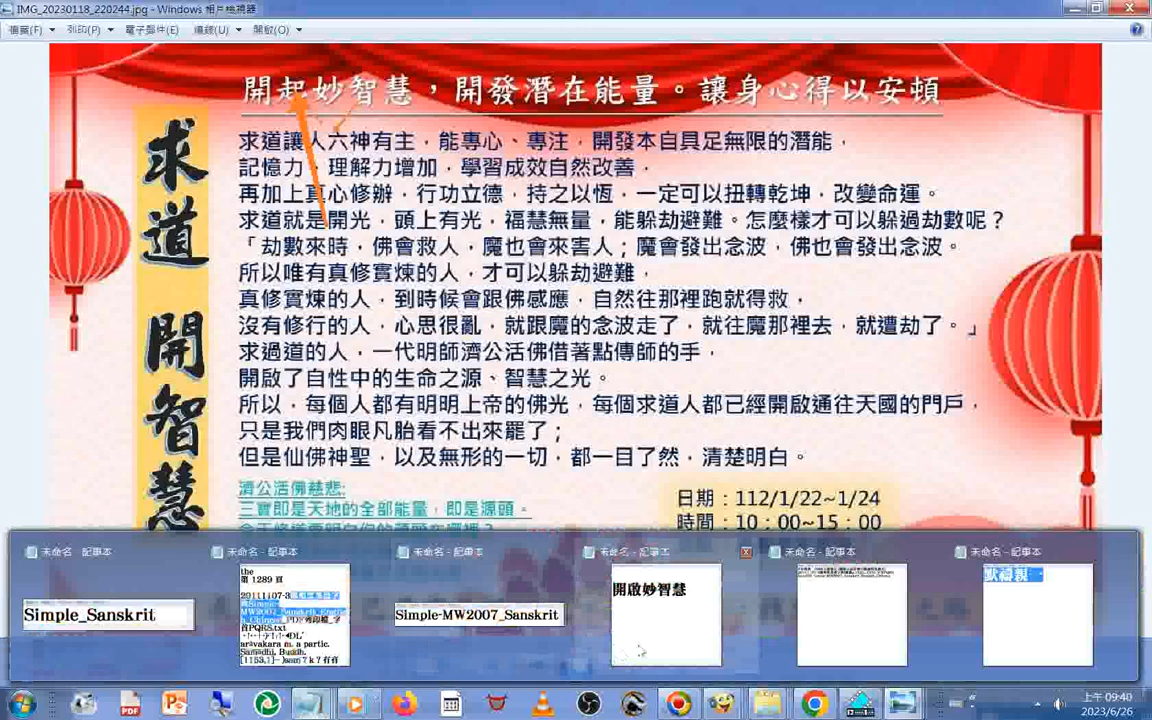 IMG_20230118_220244.jpg - Windows 相片檢視器
檔案(F) 列印(P) 電子郵件(E) 燒錄(U) 開啟(O)
開起妙智慧，開發潛在能量。讓身心得以安頓
求道 開智慧
求道讓人六神有主，能專心、專注，開發本自具足無限的潛能，
記憶力、理解力增加，學習成效自然改善，
再加上真心修辦，行功立德，持之以恆，一定可以扭轉乾坤，改變命運。
求道就是開光，頭上有光，福慧無量，能躲劫避難。怎麼樣才可以躲過劫數呢？
「劫數來時，佛會救人，魔也會來害人；魔會發出念波，佛也會發出念波。
所以唯有真修實煉的人，才可以躲劫避難，
真修實煉的人，到時候會跟佛感應，自然往那裡跑就得救，
沒有修行的人，心思很亂，就跟魔的念波走了，就往魔那裡去，就遭劫了。」
求過道的人，一代明師濟公活佛借著點傳師的手，
開啟了自性中的生命之源、智慧之光。
所以，每個人都有明明上帝的佛光，每個求道人都已經開啟通往天國的門戶，
只是我們肉眼凡胎看不出來罷了；
但是仙佛神聖，以及無形的一切，都一目了然，清楚明白。
濟公活佛慈悲:
三寶即是天地的全部能量，即是源頭。
日期：112/1/22~1/24
時間：10：00~15：00
未命名 - 記事本
未命名 - 記事本
未命名 - 記事本
未命名 - 記事本
未命名 - 記事本
未命名 - 記事本
Simple_Sanskrit
the
第 1289 頁
Simple-MW2007_Sanskrit
開啟妙智慧
上午 09:40
2023/6/26